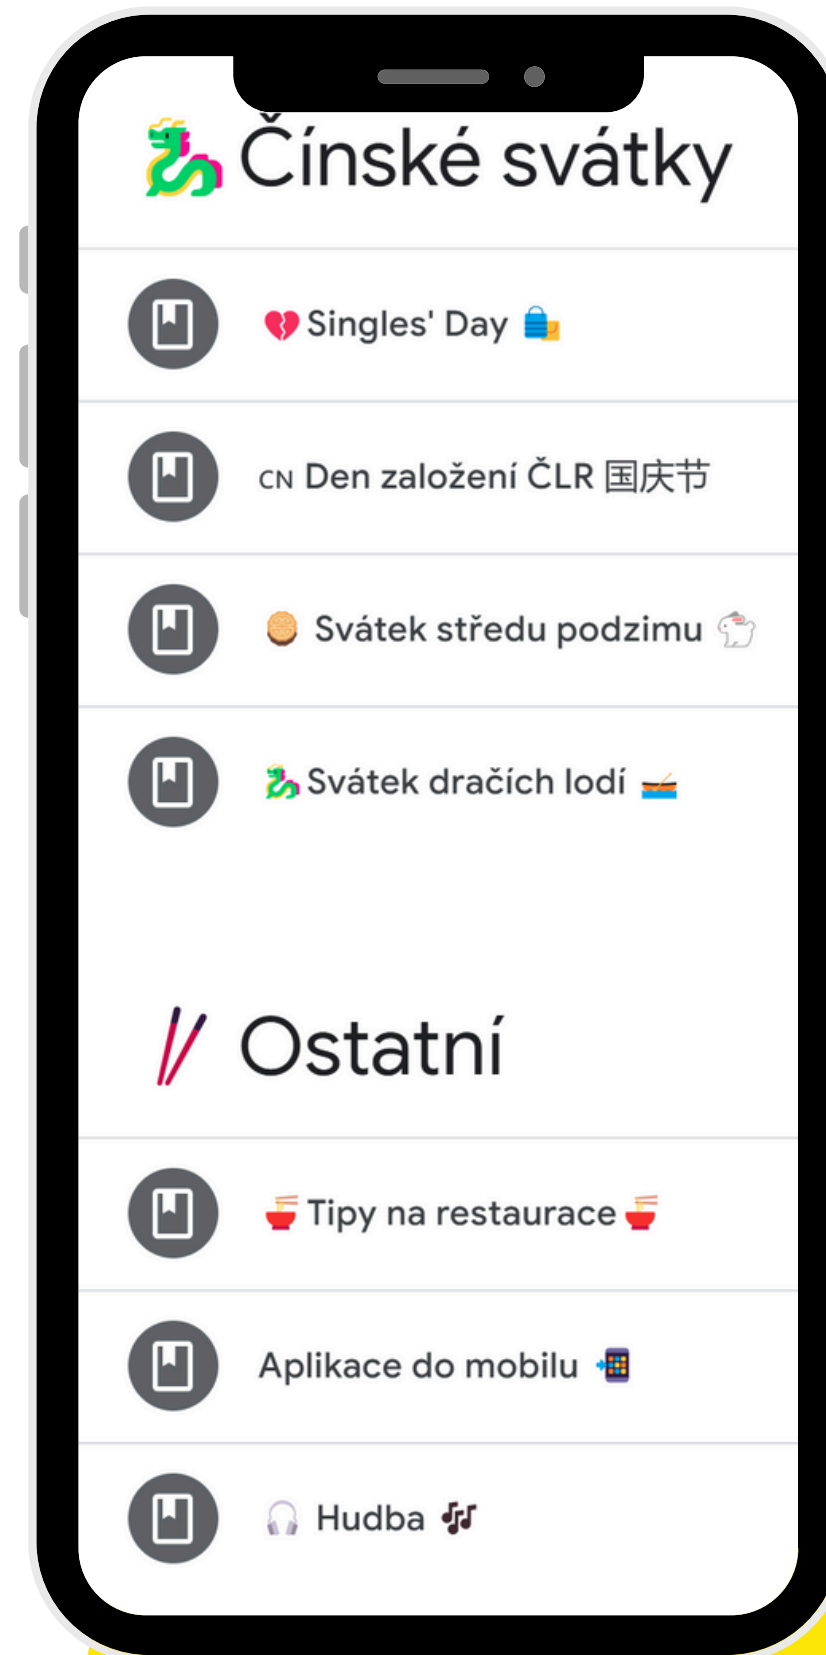 🐉 Čínské svátky
💔 Singles' Day 🛍️
CN Den založení ČLR 国庆节
🥮 Svátek středu podzimu 🐇
🐉 Svátek dračích lodí 🚣
🥢 Ostatní
🍜 Tipy na restaurace 🍜
Aplikace do mobilu 📲
🎧 Hudba 🎶